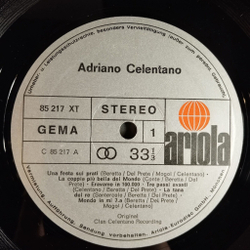 Adriano Celentano
85 217 XT
STEREO
GEMA
1
C 85 217 A
33 1/3
ariola
Una festa sui prati (Beretta / Del Prete / Mogol / Celentano)
La coppia più bella del Mondo (Conte / Beretta / Del
Prete) - Eravamo in 100.000 - Tre passi avanti
(Beretta / Del Prete / Celentano) - La tana
del re (Santercole / Beretta / Del Prete)
Mondo in mi 7.a (Beretta / Del Prete /
Mogol / Celentano)
Original
Clan Celentano Recording